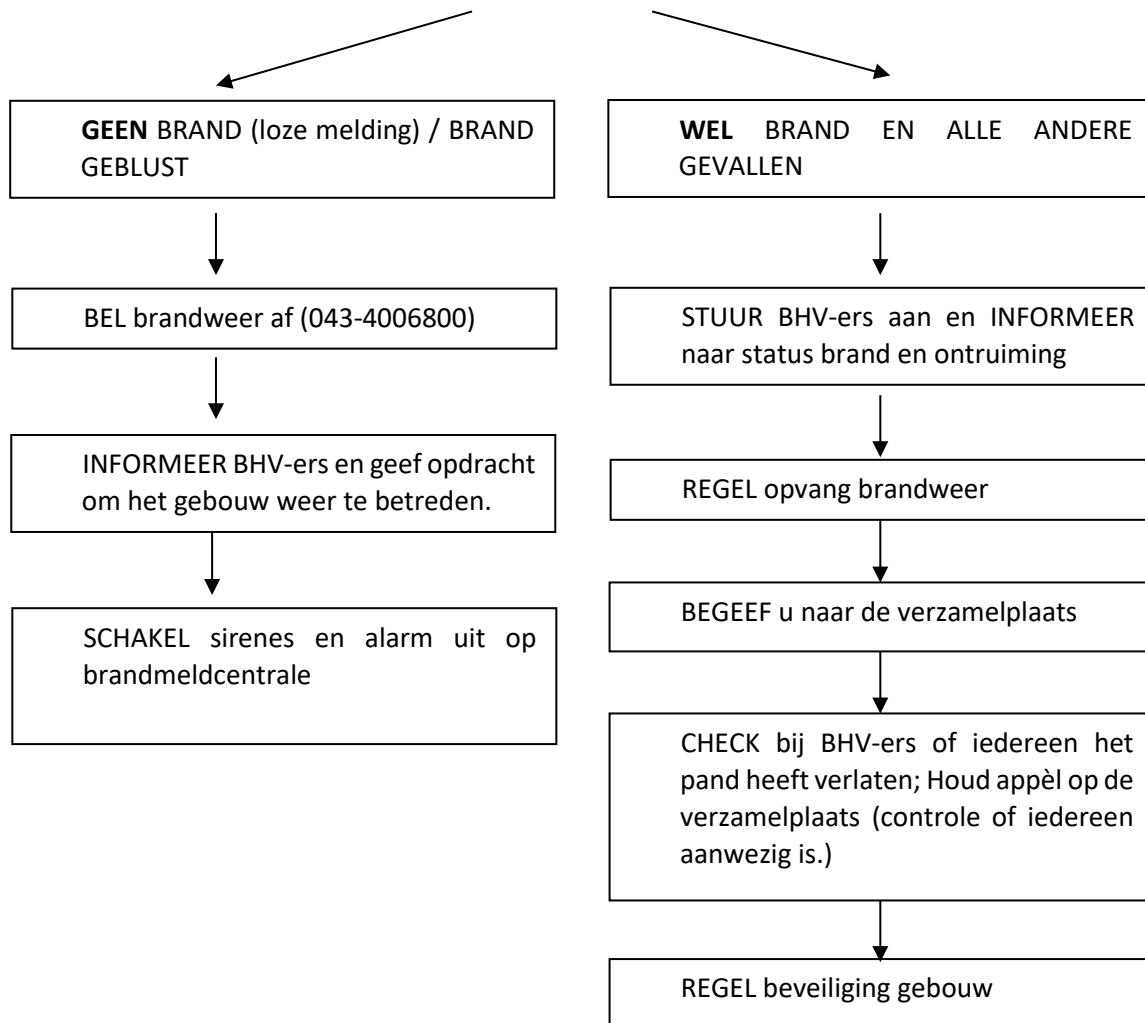 GEEN BRAND (loze melding) / BRAND
GEBLUST
BEL brandweer af (043-4006800)
INFORMEER BHV-ers en geef opdracht
om het gebouw weer te betreden.
SCHAKEL sirenes en alarm uit op
brandmeldcentrale
WEL BRAND EN ALLE ANDERE
GEVALLEN
STUUR BHV-ers aan en INFORMEER
naar status brand en ontruiming
REGEL opvang brandweer
BEGEEF u naar de verzamelplaats
CHECK bij BHV-ers of iedereen het
pand heeft verlaten; Houd appèl op de
verzamelplaats (controle of iedereen
aanwezig is.)
REGEL beveiliging gebouw